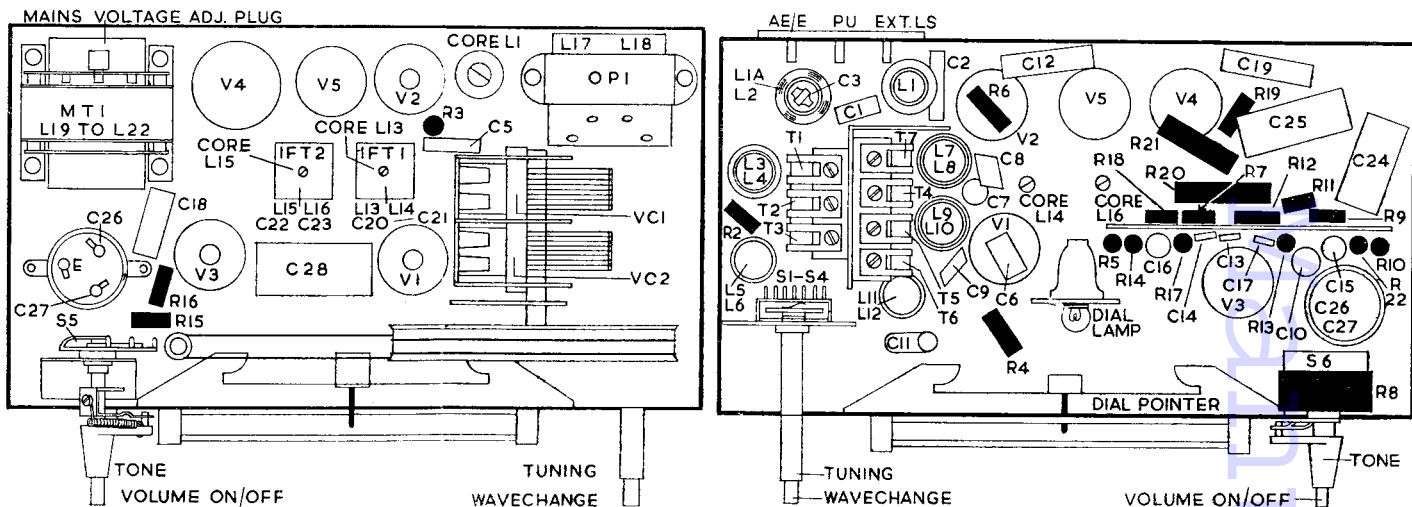 MAINS VOLTAGE ADJ. PLUG
CORE L1
L17 L18
OP1
V4
V5
V2
MT1
L19 TO L22
R3
C5
CORE L15
CORE L13
IFT2
IFT1
L15 L16
C22 C23
L13 L14
C20 C21
VC1
VC2
C18
C26
E
C27
V3
C28
V1
R16
R15
S5
TONE
VOLUME ON/OFF
TUNING
WAVECHANGE
AE/E PU EXT.LS
L1A
L2
C3
C1
L1
C2
C12
R6
V2
V5
V4
C19
R19
C25
R21
C24
T1
T7
L3
L4
L7
L8
C8
C7
CORE L14
CORE L16
R18
R20
R7
R12
R11
R9
T2
T4
R2
T3
L9
L10
V1
C6
C9
L5
L6
S1-S4
L11
L12
T5
T6
C11
R4
DIAL LAMP
R5
R14
C16
R17
C14
C13
C17
V3
R13
C10
C15
R10
R22
C26
C27
S6
R8
DIAL POINTER
TUNING
WAVECHANGE
TONE
VOLUME ON/OFF